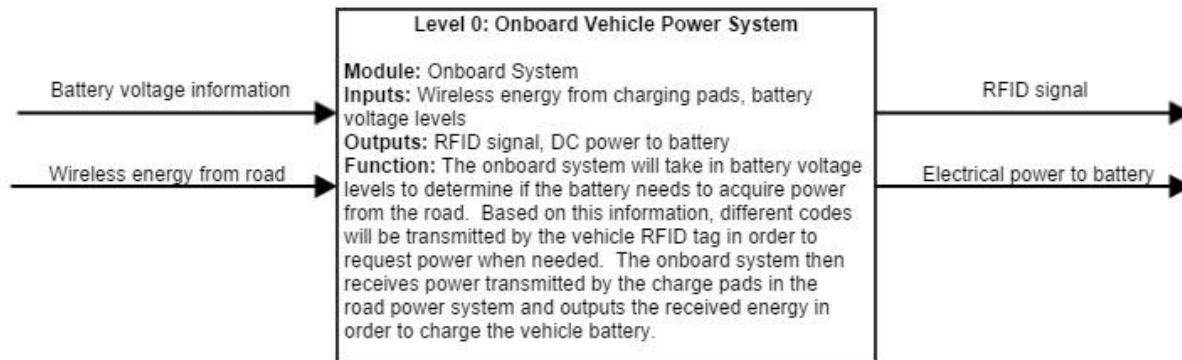 Level 0: Onboard Vehicle Power System
Battery voltage information
Wireless energy from road
Module: Onboard System
Inputs: Wireless energy from charging pads, battery
voltage levels
Outputs: RFID signal, DC power to battery
Function: The onboard system will take in battery voltage
levels to determine if the battery needs to acquire power
from the road. Based on this information, different codes
will be transmitted by the vehicle RFID tag in order to
request power when needed. The onboard system then
receives power transmitted by the charge pads in the
road power system and outputs the received energy in
order to charge the vehicle battery.
RFID signal
Electrical power to battery